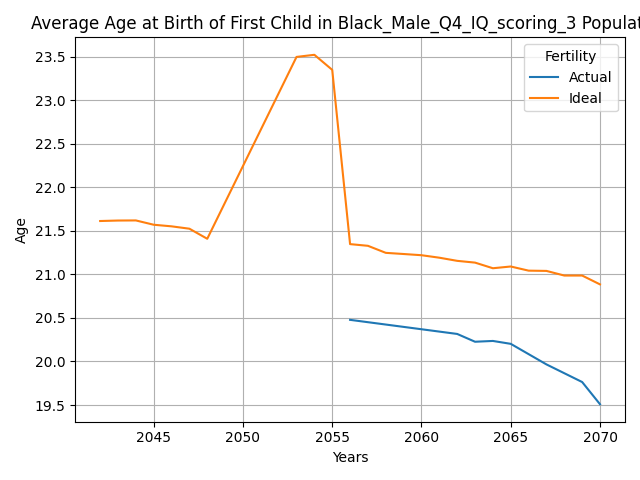 Average Age at Birth of First Child in Black_Male_Q4_IQ_scoring_3 Populat
Fertility
Actual
Ideal
23.5
23.0
22.5
22.0
21.5
21.0
20.5
20.0
19.5
Age
2045 2050 2055 2060 2065 2070
Years